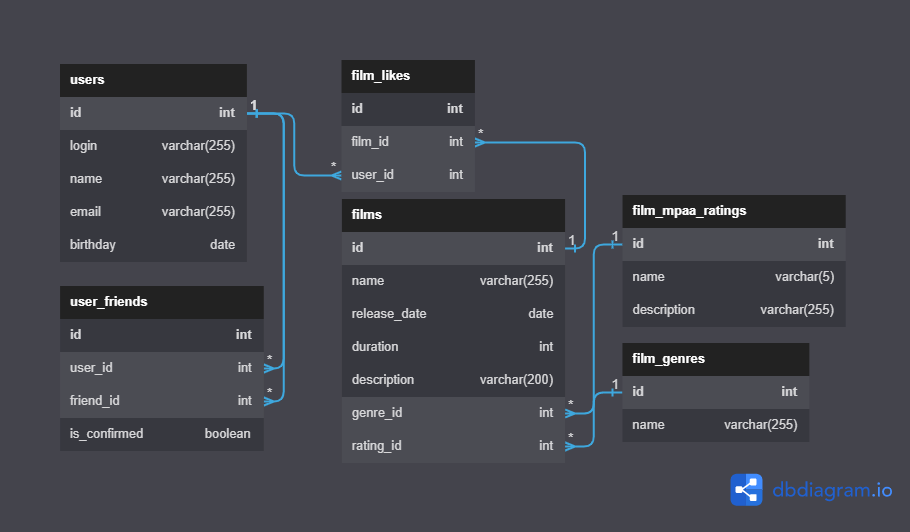 users
id int
login varchar(255)
name varchar(255)
email varchar(255)
birthday date
user_friends
id int
user_id int
friend_id int
is_confirmed boolean
film_likes
id int
film_id int
user_id int
films
id int
name varchar(255)
release_date date
duration int
description varchar(200)
genre_id int
rating_id int
film_mpaa_ratings
id int
name varchar(5)
description varchar(255)
film_genres
id int
name varchar(255)
1
*
*
*
*
1
*
*
1
1
dbdiagram.io